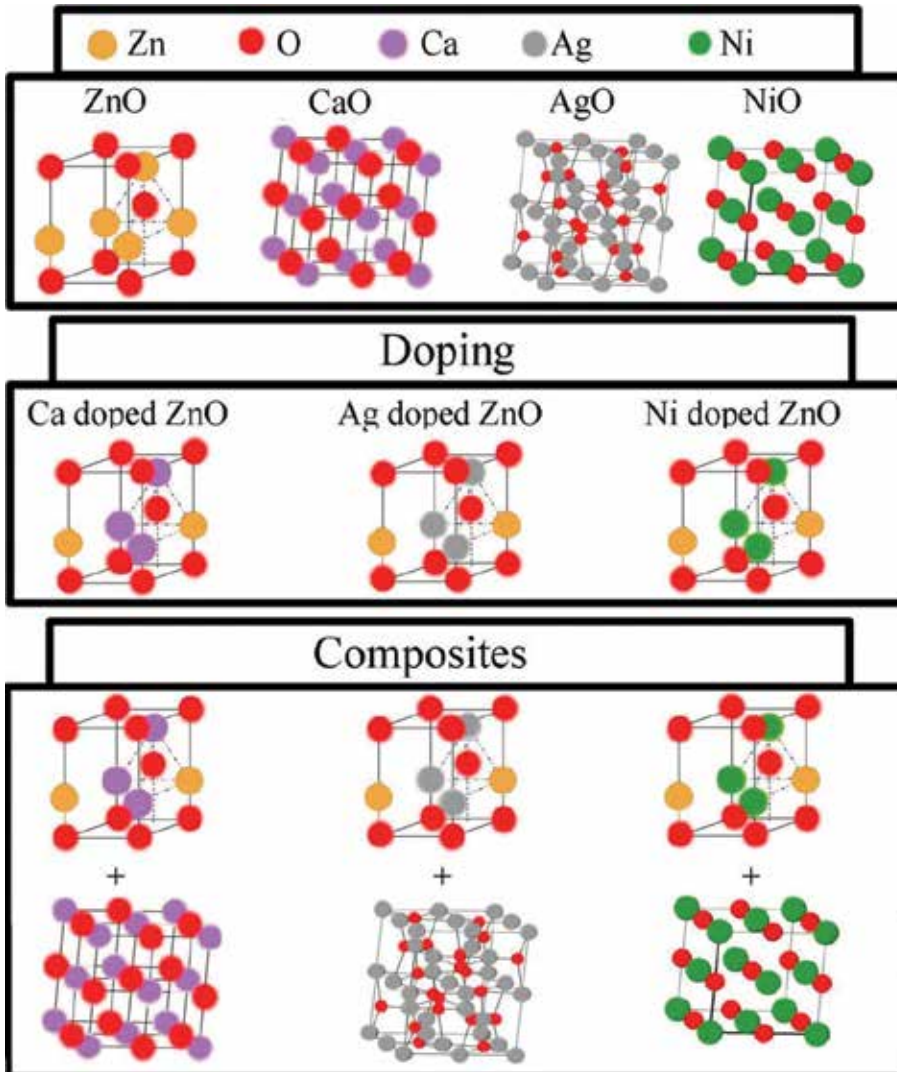 Zn O Ca Ag Ni
ZnO CaO AgO NiO
Doping
Ca doped ZnO Ag doped ZnO Ni doped ZnO
Composites
+ + +